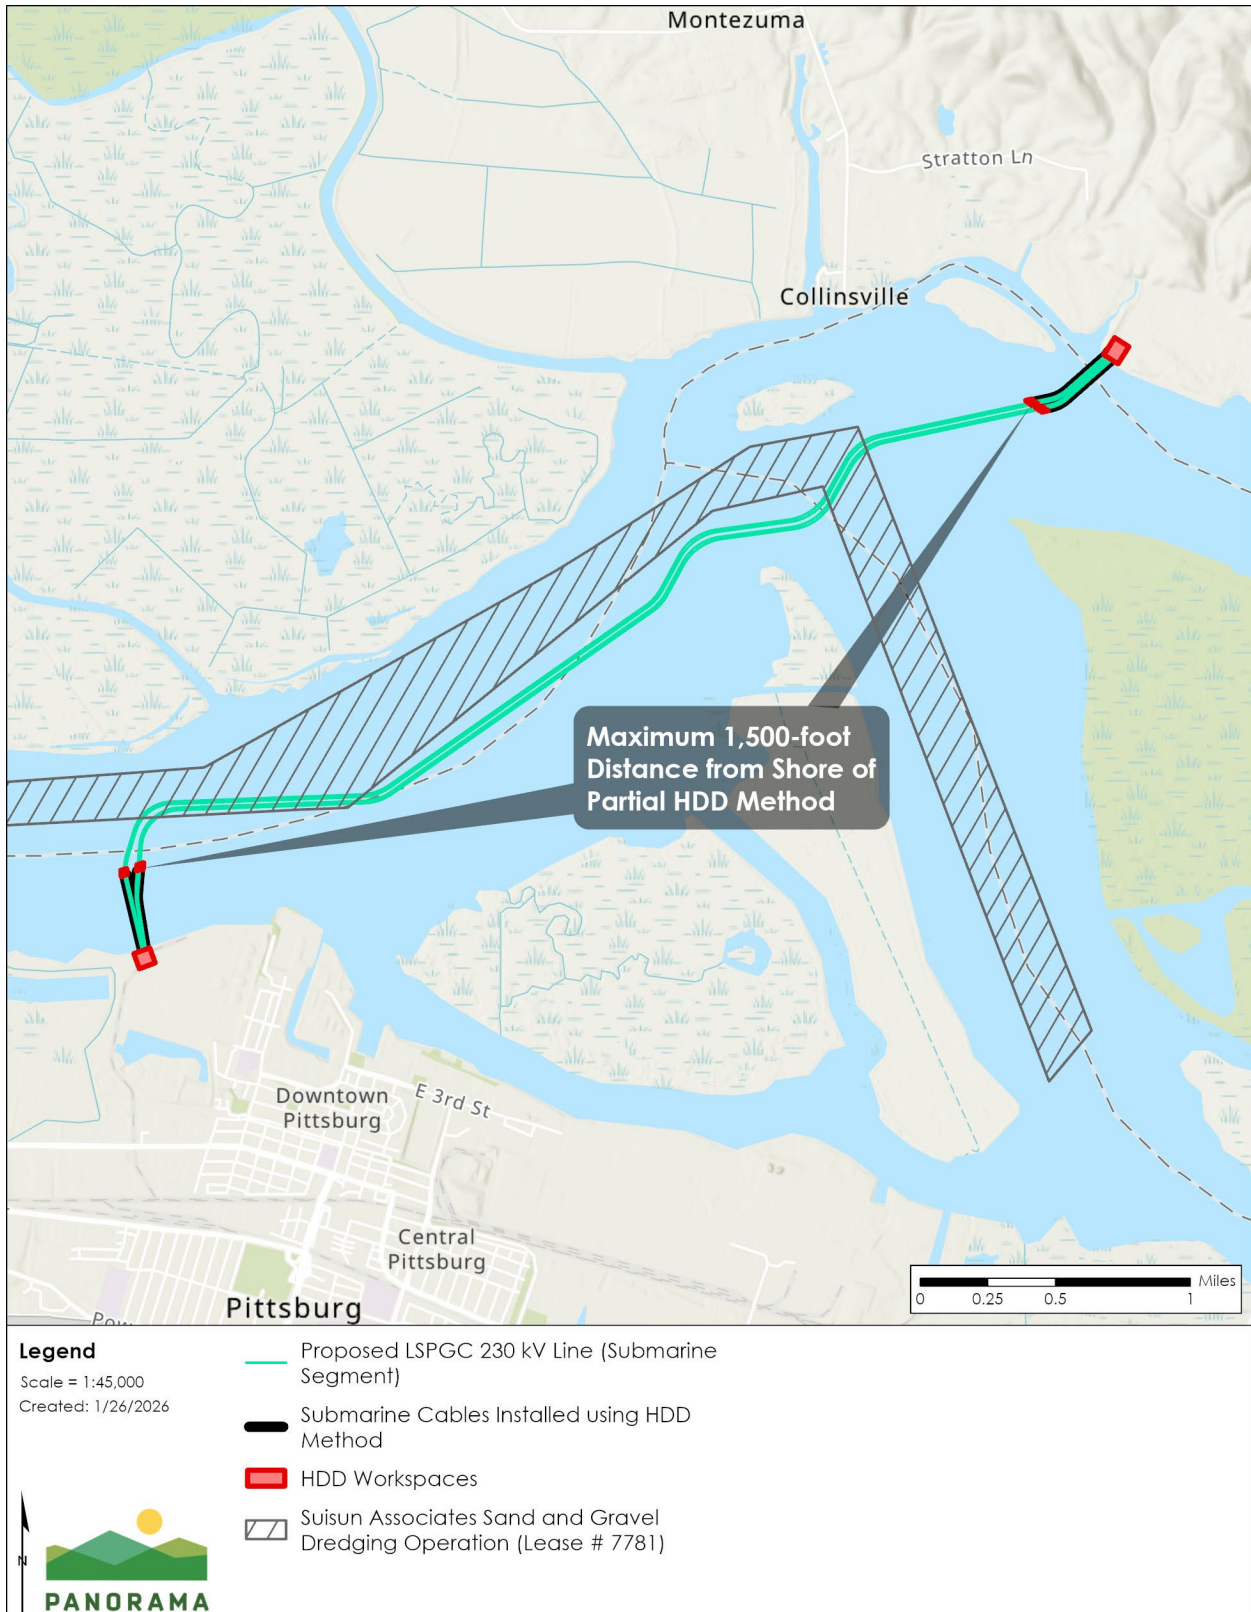 Montezuma
Stratton Ln
Collinsville
Maximum 1,500-foot
Distance from Shore of
Partial HDD Method
Downtown
Pittsburg
E 3rd St
Central
Pittsburg
Pittsburg
Miles
0 0.25 0.5 1
Legend
Scale = 1:45,000
Created: 1/26/2026
Proposed LSPGC 230 kV Line (Submarine
Segment)
Submarine Cables Installed using HDD
Method
HDD Workspaces
Suisun Associates Sand and Gravel
Dredging Operation (Lease # 7781)
N
PANORAMA